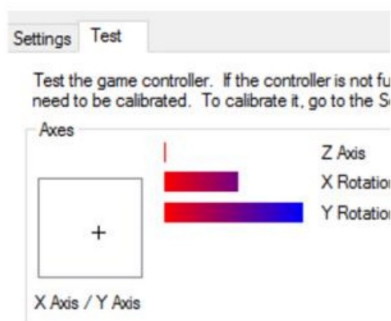 Settings
Test
Test the game controller. If the controller is not fu
need to be calibrated. To calibrate it, go to the S
Axes
Z Axis
X Rotatio
Y Rotatio
X Axis / Y Axis